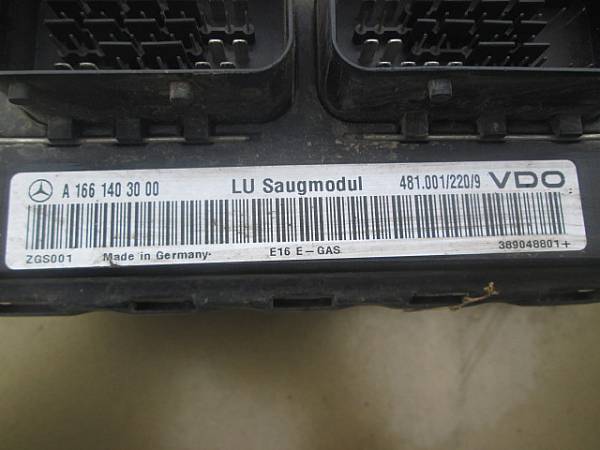 A 166 140 30 00 LU Saugmodul 481.001/220/9 VDO
ZGS001 Made in Germany· E16 E-GAS 389048801+